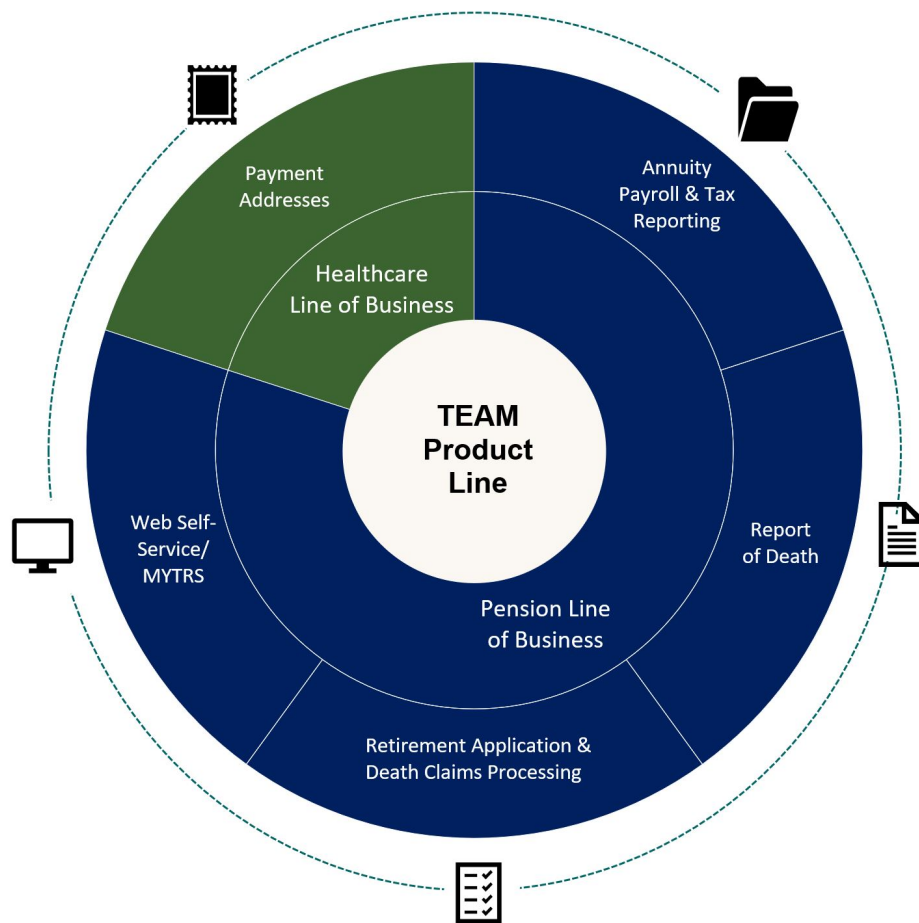 Payment
Addresses
Annuity
Payroll & Tax
Reporting
Healthcare
Line of Business
TEAM
Product
Line
Web Self-
Service/
MYTRS
Report
of Death
Pension Line
of Business
Retirement Application &
Death Claims Processing